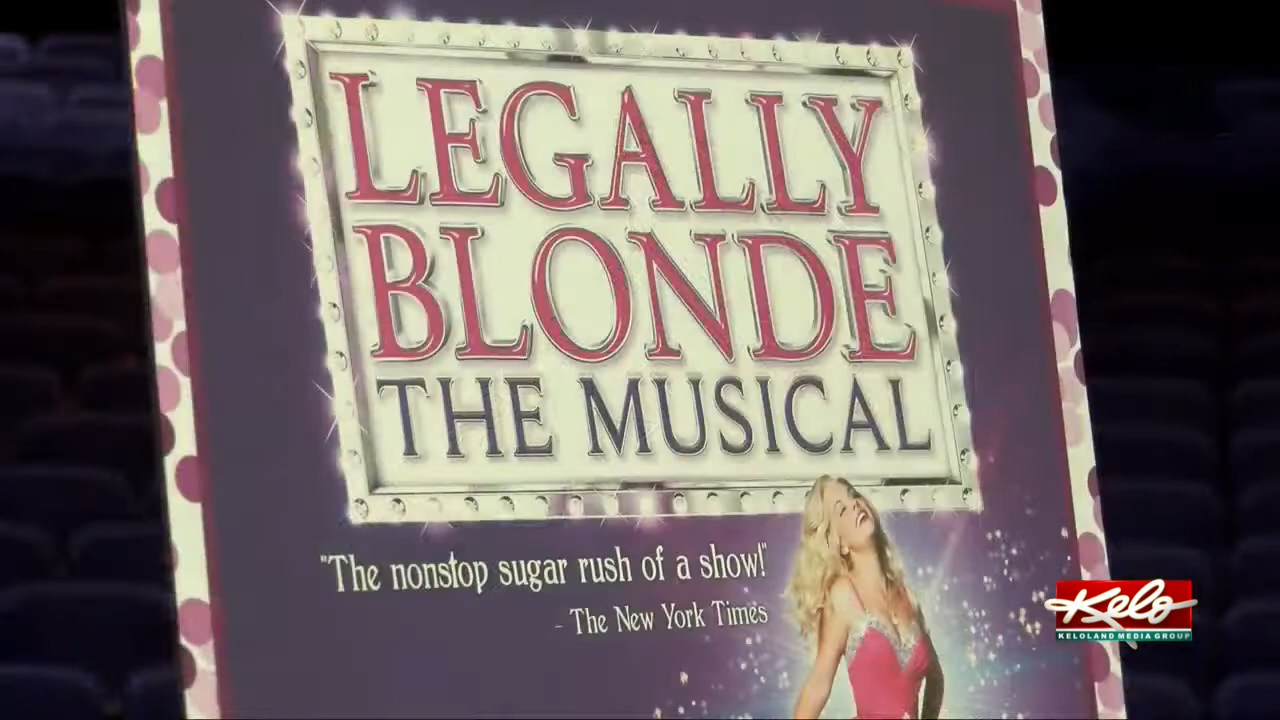 LEGALLY
BLONDE
THE MUSICAL
"The nonstop sugar rush of a show!"
- The New York Times
Kelo
KELOLAND MEDIA GROUP